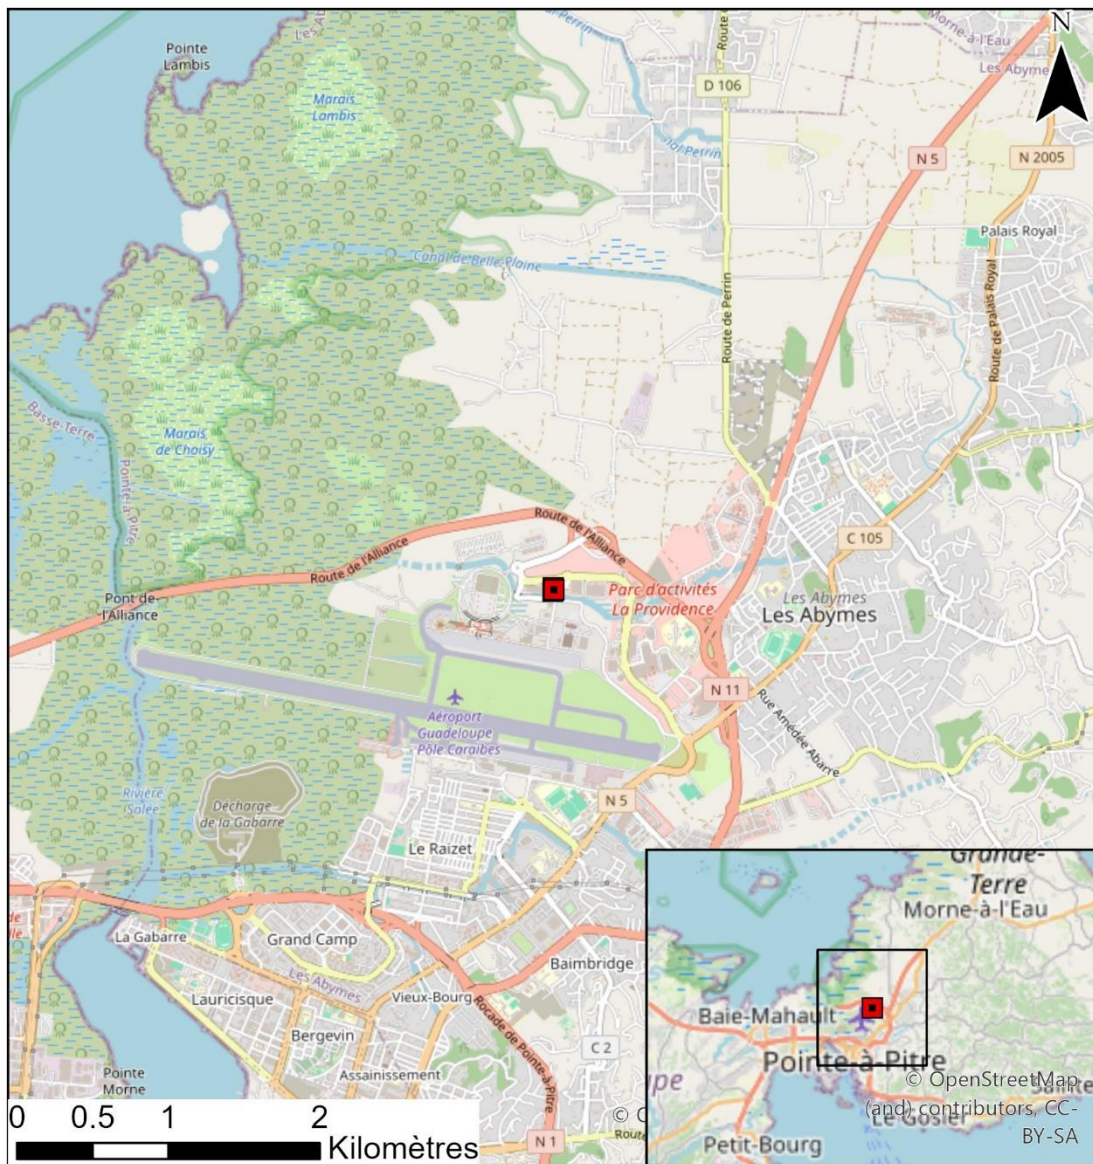 Pointe
Lambis
Les Ab
Morne-à-l'Eau
N
Les Abyme
Marais
Lambis
Route d
D 106
N 5
N 2005
Palais Royal
Canal de Belle-Plaine
Route de Perrin
Route de Palais Royal
Basse-Terre
Pointe-à-Pitre
Marais
de Choisy
Route de l'Alliance
Route de l'Alliance
C 105
Pont de
l'Alliance
Parc d'activités
La Providence
Les Abymes
Les Abymes
N 11
Rue Amédée Abarre
Aéroport
Guadeloupe
Pôle Caraïbes
Rivière
Salée
Décharge
de la Gabarre
N 5
Le Raizet
La Gabarre
Grand Camp
Les Abymes
Baimbridge
Lauricisque
Vieux-Bourg
Rocade de Pointe-à-Pitre
Bergevin
C 2
Assainissement
Pointe
Morne
N 1
Route
0 0.5 1 2
Kilomètres
Grande-
Terre
Morne-à-l'Eau
Baie-Mahault
Pointe-à-Pitre
upe
© OpenStreetMap
(and) contributors, CC-
BY-SA
Le Gosier
Petit-Bourg